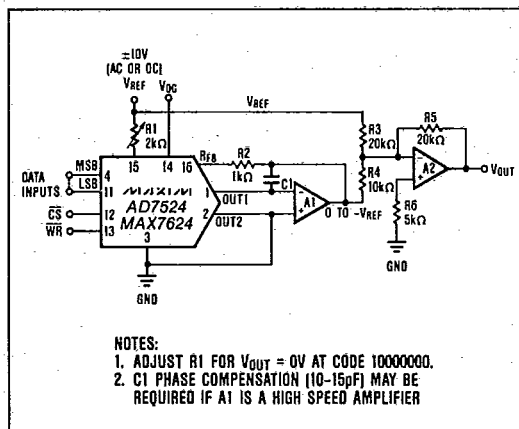 ±10V
(AC OR DC)
VREF
VDG
VREF
R1
2kΩ
R3
20kΩ
R5
20kΩ
15
14
16
RFB
R2
1kΩ
C1
R4
10kΩ
A2
VOUT
DATA
INPUTS
MSB
4
LSB
11
CS
12
WR
13
MAXIM
AD7524
MAX7624
1
OUT1
2
OUT2
A1
0 TO -VREF
R6
5kΩ
3
GND
GND
NOTES:
1. ADJUST R1 FOR VOUT = 0V AT CODE 10000000.
2. C1 PHASE COMPENSATION (10-15pF) MAY BE
REQUIRED IF A1 IS A HIGH SPEED AMPLIFIER